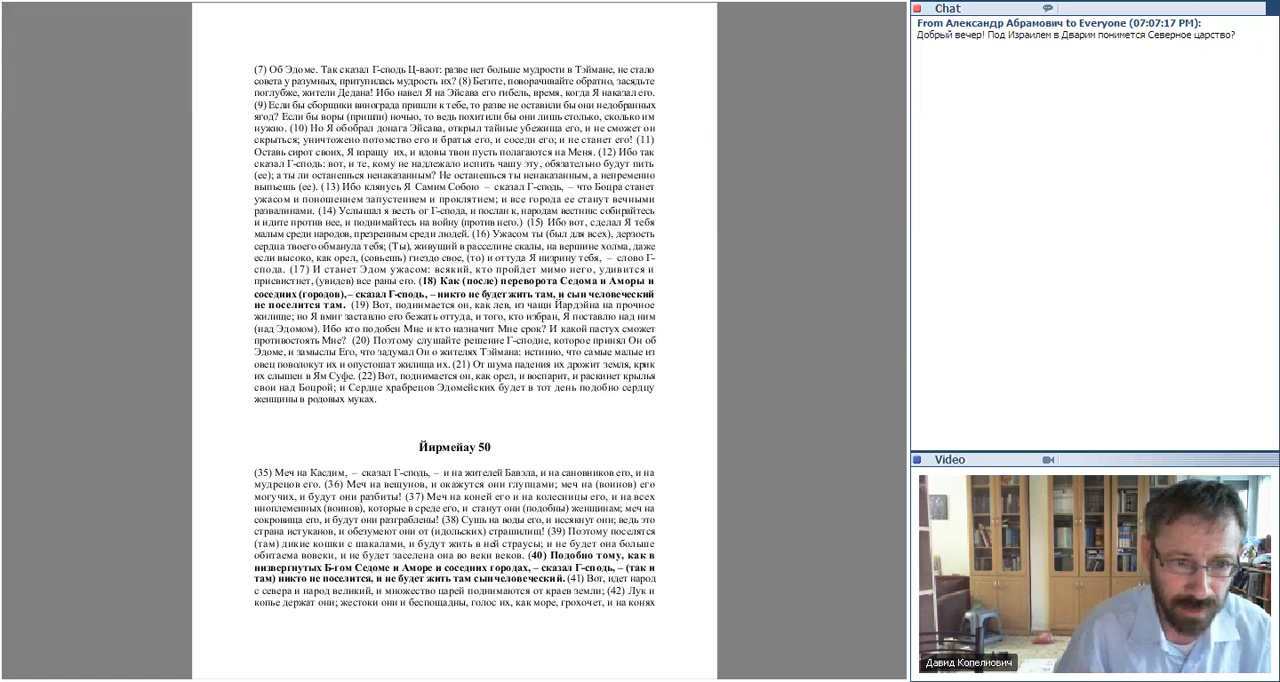 (7) Об Эдоме. Так сказал Г-сподь Ц-ваот: разве нет больше мудрости в Тэймане, не стало
совета у разумных, притупилась мудрость их? (8) Бегите, поворачивайте обратно, засядьте
поглубже, жители Дедана! Ибо навел Я на Эйсава его гибель, время, когда Я наказал его.
(9) Если бы сборщики винограда пришли к тебе, то разве не оставили бы они недобранных
ягод? Если бы воры (пришли) ночью, то ведь похитили бы они лишь столько, сколько им
нужно. (10) Но Я обобрал донага Эйсава, открыл тайные убежища его, и не сможет он
скрыться; уничтожено потомство его и братья его, и соседи его; и не станет его! (11)
Оставь сирот своих, Я взращу их, и вдовы твои пусть полагаются на Меня. (12) Ибо так
сказал Г-сподь: вот, и те, кому не надлежало испить чашу эту, обязательно будут пить
(ее); а ты ли останешься ненаказанным? Не останешься ты ненаказанным, а непременно
выпьешь (ее). (13) Ибо клянусь Я Самим Собою – сказал Г-сподь, – что Боцра станет
ужасом и поношением запустением и проклятием; и все города ее станут вечными
развалинами. (14) Услышал я весть от Г-спода, и послан к, народам вестник: собирайтесь
и идите против нее, и поднимайтесь на войну (против него.) (15) Ибо вот, сделал Я тебя
малым среди народов, презренным среди людей. (16) Ужасом ты (был для всех), дерзость
сердца твоего обманула тебя; (Ты), живущий в расселине скалы, на вершине холма, даже
если высоко, как орел, (совьешь) гнездо свое, (то) и оттуда Я низрину тебя, – слово Г-
спода. (17) И станет Эдом ужасом: всякий, кто пройдет мимо него, удивится и
присвистнет, (увидев) все раны его. (18) Как (после) переворота Седома и Аморы и
соседних (городов), – сказал Г-сподь, – никто не будет жить там, и сын человеческий
не поселится там. (19) Вот, поднимается он, как лев, из чащи Йардэйна на прочное
жилище; но Я вмиг заставлю его бежать оттуда, и того, кто избран, Я поставлю над ним
(над Эдомом). Ибо кто подобен Мне и кто назначит Мне срок? И какой пастух сможет
противостоять Мне? (20) Поэтому слушайте решение Г-сподне, которое принял Он об
Эдоме, и замыслы Его, что задумал Он о жителях Тэймана: истинно, что самые малые из
овец поволокут их и опустошат жилища их. (21) От шума падения их дрожит земля, крик
их слышен в Ям Суфе. (22) Вот, поднимается он, как орел, и воспарит, и раскинет крылья
свои над Боцрой; и Сердце храбрецов Эдомейских будет в тот день подобно сердцу
женщины в родовых муках.
Йирмейау 50
(35) Меч на Касдим, – сказал Г-сподь, – и на жителей Бавэла, и на сановников его, и на
мудрецов его. (36) Меч на вещунов, и окажутся они глупцами; меч на (воинов) его
могучих, и будут они разбиты! (37) Меч на коней его и на колесницы его, и на всех
иноплеменных (воинов), которые в среде его, и станут они (подобны) женщинам; меч на
сокровища его, и будут они разграблены! (38) Сушь на воды его, и иссякнут они; ведь это
страна истуканов, и обезумеют они от (идольских) страшилищ! (39) Поэтому поселятся
(там) дикие кошки с шакалами, и будут жить в ней страусы; и не будет она больше
обитаема вовеки, и не будет заселена она во веки веков. (40) Подобно тому, как в
низвергнутых Б-гом Седоме и Аморе и соседних городах, – сказал Г-сподь, – (так и
там) никто не поселится, и не будет жить там сын человеческий. (41) Вот, идет народ
с севера и народ великий, и множество царей поднимаются от краев земли; (42) Лук и
копье держат они; жестоки они и беспощадны, голос их, как море, грохочет, и на конях
Chat
From Александр Абрамович to Everyone (07:07:17 PM):
Добрый вечер! Под Израилем в Дварим понимется Северное царство?
Video
Давид Копелиович